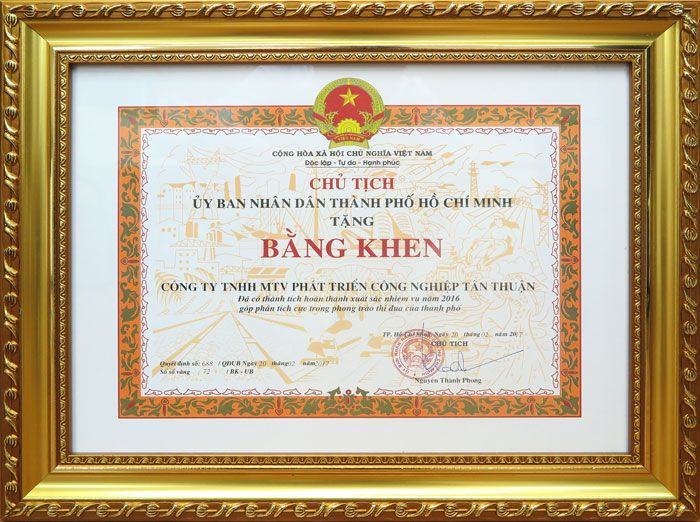 VIỆT NAM
CỘNG HÒA XÃ HỘI CHỦ NGHĨA VIỆT NAM
Độc lập - Tự do - Hạnh phúc
CHỦ TỊCH
ỦY BAN NHÂN DÂN THÀNH PHỐ HỒ CHÍ MINH
TẶNG
BẰNG KHEN
CÔNG TY TNHH MTV PHÁT TRIỂN CÔNG NGHIỆP TÂN THUẬN
Đã có thành tích hoàn thành xuất sắc nhiệm vụ năm 2016
góp phần tích cực trong phong trào thi đua của thành phố
TP. Hồ Chí Minh, Ngày 20 tháng 02 năm 2017
CHỦ TỊCH
Quyết định số: 688 / QĐUB Ngày 20 tháng 02 năm 2017
Số sổ vàng : 72 / BK - UB
Nguyễn Thành Phong